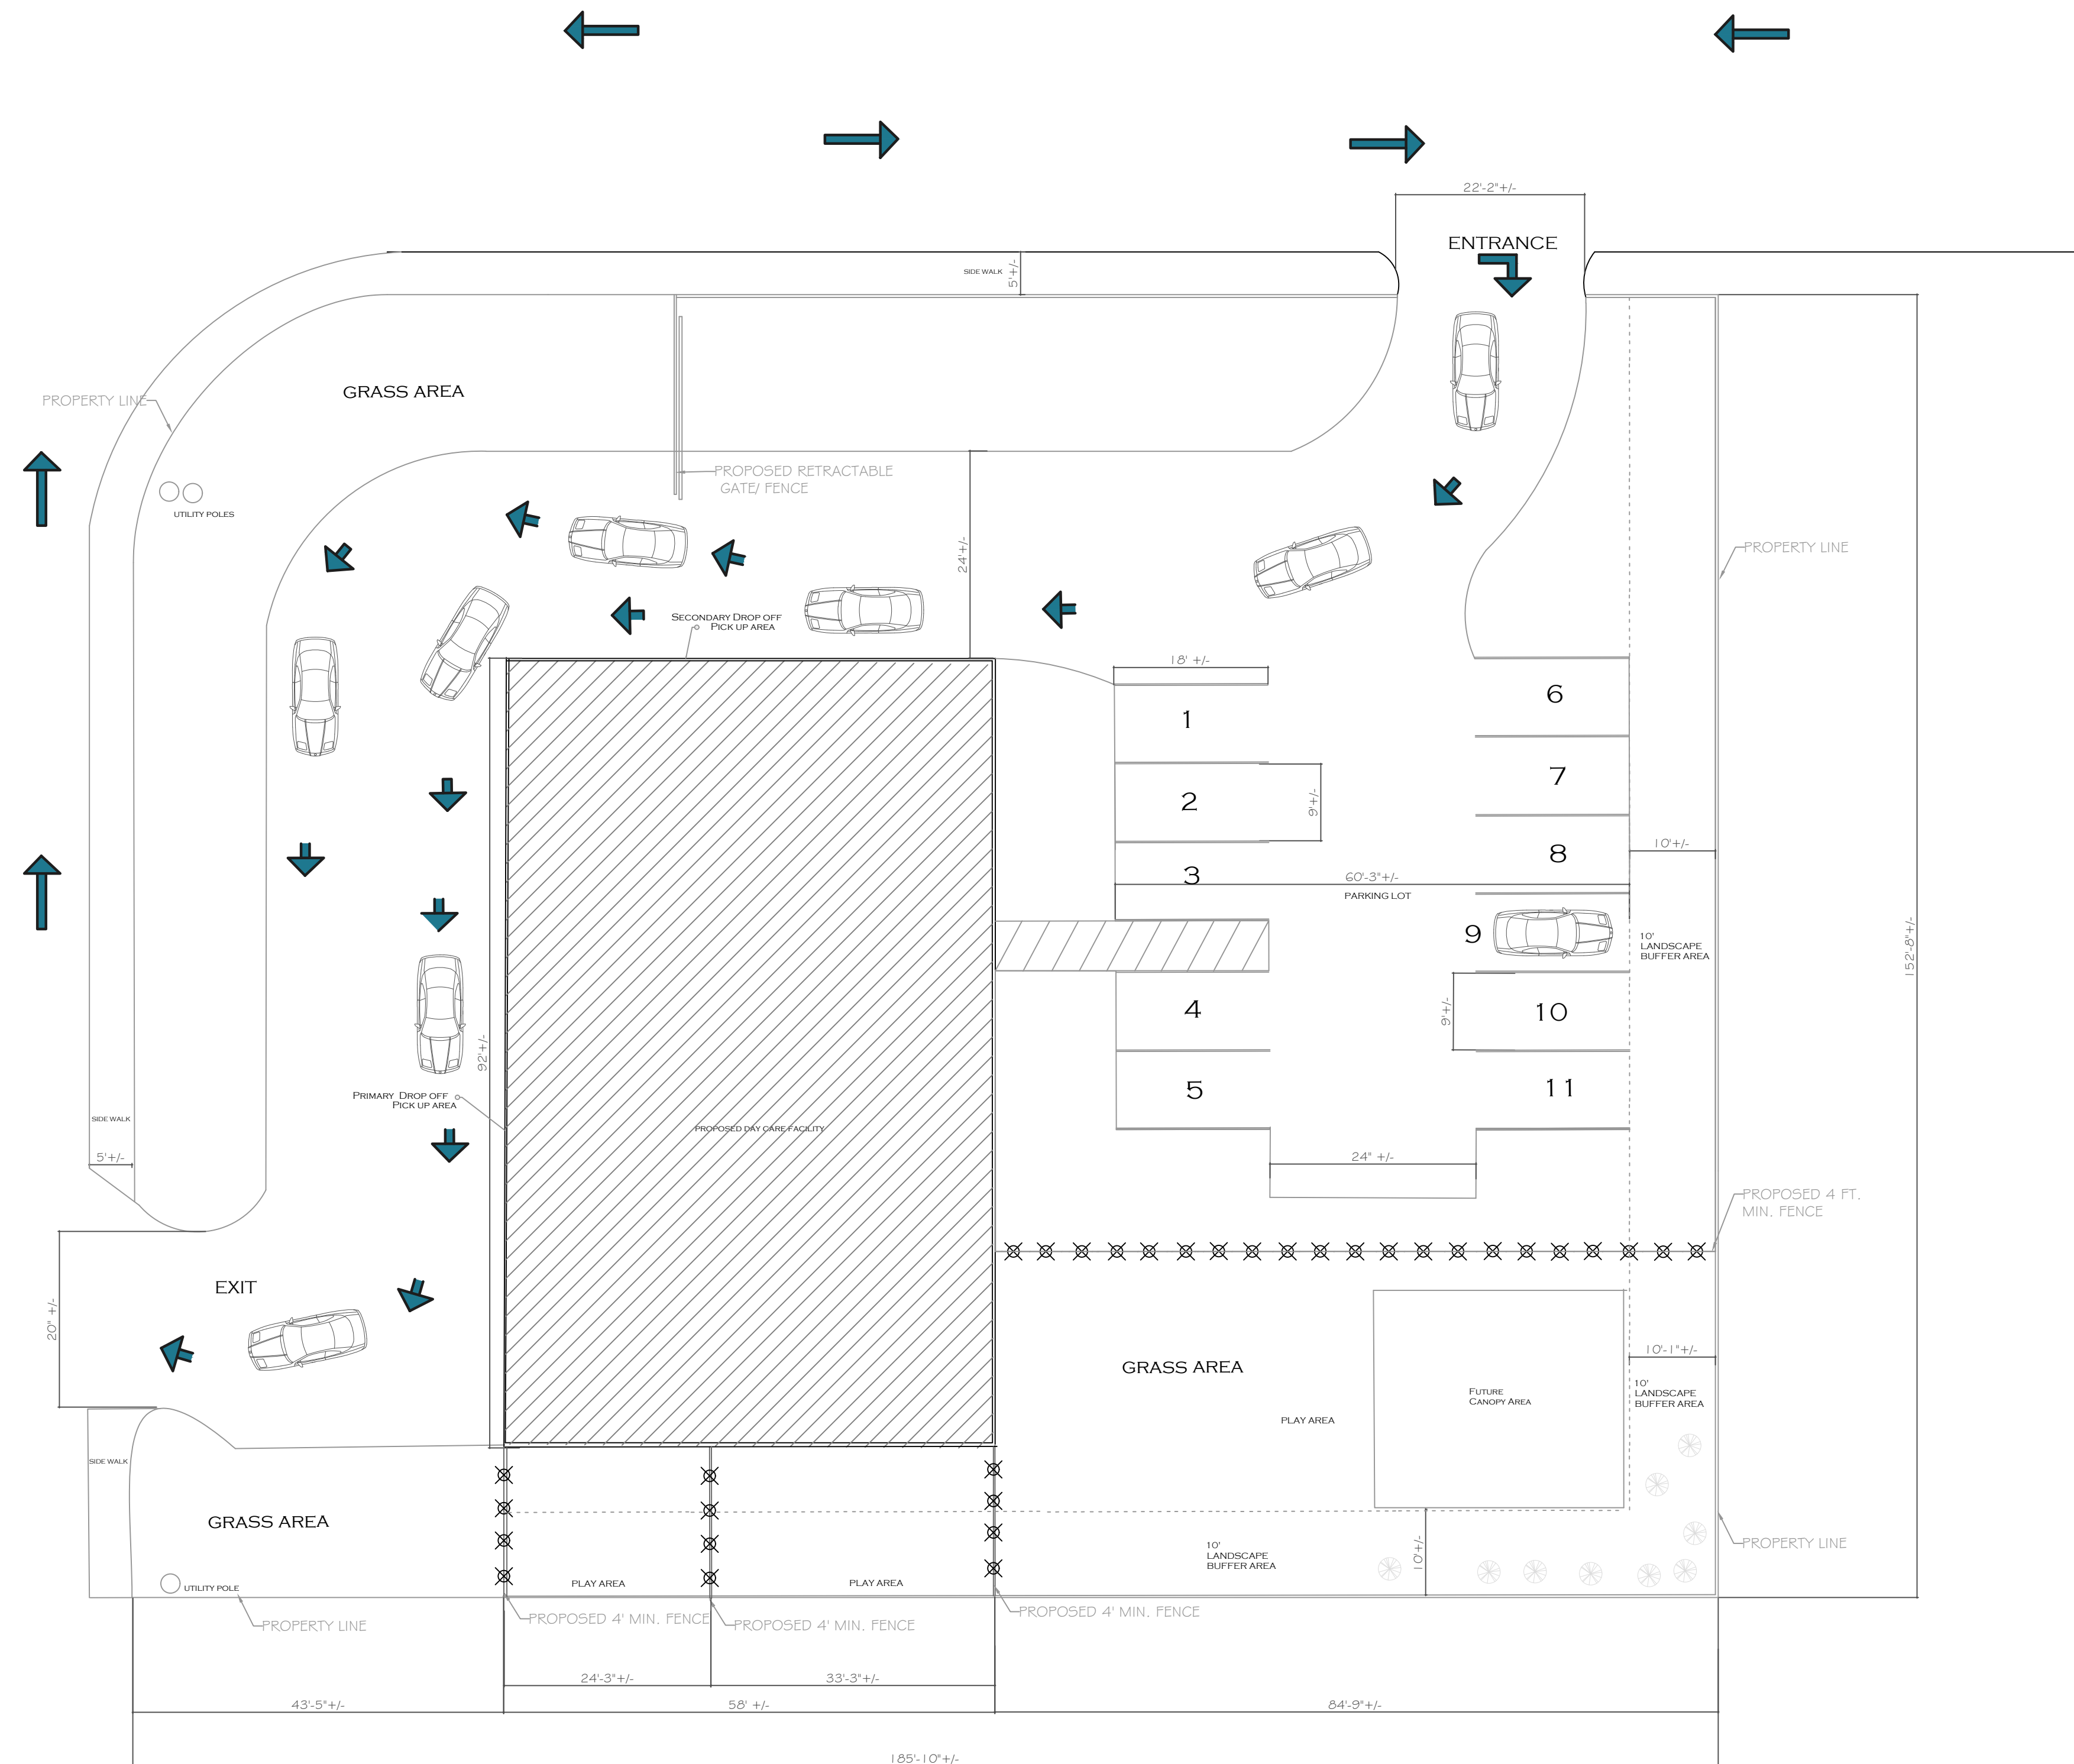 22'-2"+/-
ENTRANCE
SIDE WALK
5'+/-
GRASS AREA
PROPERTY LINE
PROPOSED RETRACTABLE
GATE/ FENCE
UTILITY POLES
24'+/-
PROPERTY LINE
SECONDARY DROP OFF
PICK UP AREA
18' +/-
1
6
2
7
9'+/-
3
8
10'+/-
60'-3"+/-
PARKING LOT
9
10'
LANDSCAPE
BUFFER AREA
152'-8"+/-
4
9'+/-
10
92'+/-
PRIMARY DROP OFF
PICK UP AREA
5
11
SIDE WALK
PROPOSED DAY CARE FACILITY
5'+/-
24" +/-
PROPOSED 4 FT.
MIN. FENCE
EXIT
20" +/-
GRASS AREA
10'-1"+/-
FUTURE
CANOPY AREA
10'
LANDSCAPE
BUFFER AREA
PLAY AREA
SIDE WALK
GRASS AREA
10'
LANDSCAPE
BUFFER AREA
10'+/-
PROPERTY LINE
UTILITY POLE
PLAY AREA
PLAY AREA
PROPERTY LINE
PROPOSED 4' MIN. FENCE
PROPOSED 4' MIN. FENCE
PROPOSED 4' MIN. FENCE
24'-3"+/-
33'-3"+/-
43'-5"+/-
58' +/-
84'-9"+/-
185'-10"+/-